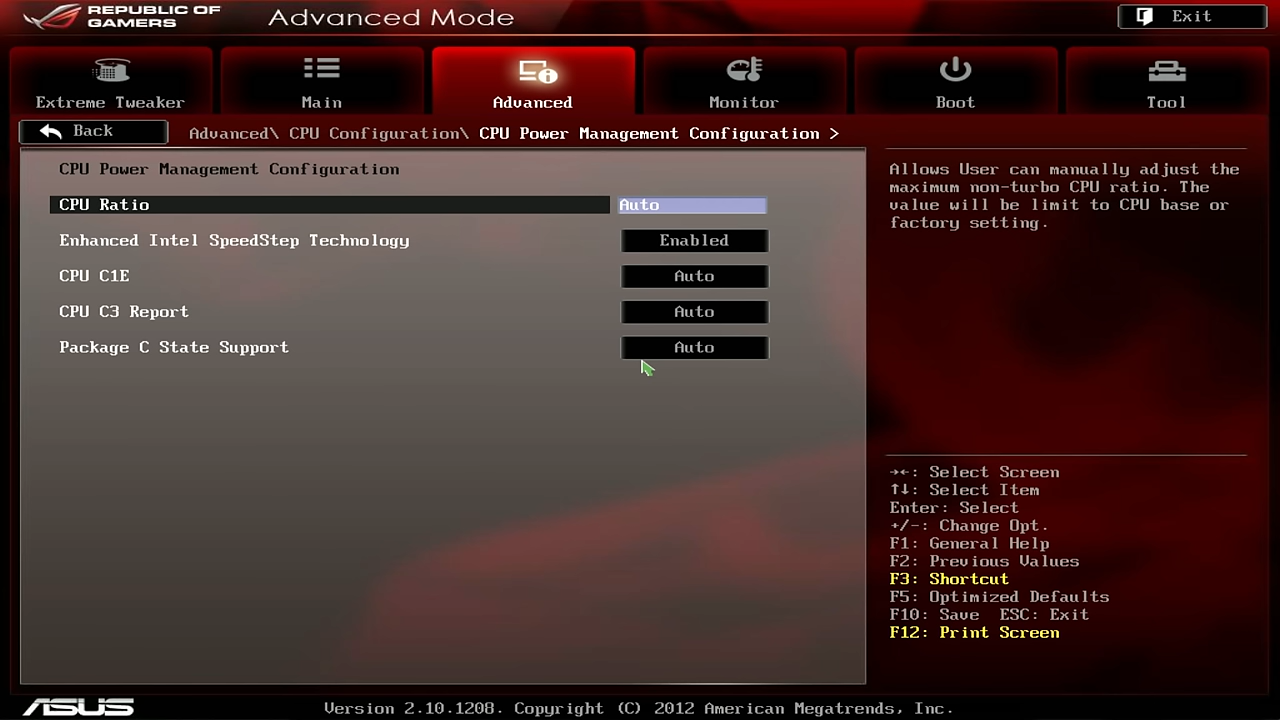 REPUBLIC OF
GAMERS
Advanced Mode
Exit
Extreme Tweaker
Main
Advanced
Monitor
Boot
Tool
Back
Advanced\ CPU Configuration\ CPU Power Management Configuration >
CPU Power Management Configuration
CPU Ratio
Auto
Enhanced Intel SpeedStep Technology
Enabled
CPU C1E
Auto
CPU C3 Report
Auto
Package C State Support
Auto
Allows User can manually adjust the
maximum non-turbo CPU ratio. The
value will be limit to CPU base or
factory setting.
→←: Select Screen
↑↓: Select Item
Enter: Select
+/-: Change Opt.
F1: General Help
F2: Previous Values
F3: Shortcut
F5: Optimized Defaults
F10: Save  ESC: Exit
F12: Print Screen
ASUS
Version 2.10.1208. Copyright (C) 2012 American Megatrends, Inc.